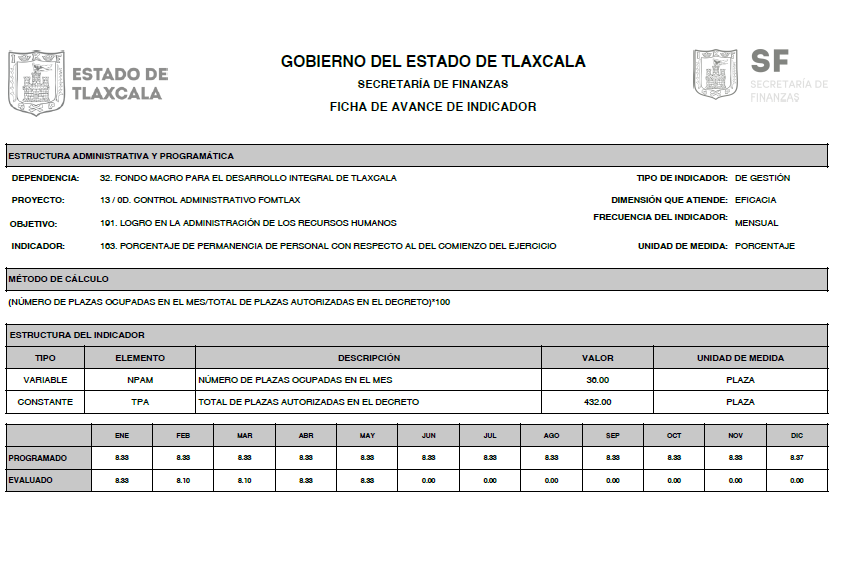 ESTADO DE
TLAXCALA
GOBIERNO DEL ESTADO DE TLAXCALA
SECRETARÍA DE FINANZAS
FICHA DE AVANCE DE INDICADOR
SF
SECRETARÍA DE
FINANZAS
ESTRUCTURA ADMINISTRATIVA Y PROGRAMÁTICA
DEPENDENCIA: 32. FONDO MACRO PARA EL DESARROLLO INTEGRAL DE TLAXCALA TIPO DE INDICADOR: DE GESTIÓN
PROYECTO: 13 / 0D. CONTROL ADMINISTRATIVO FOMTLAX DIMENSIÓN QUE ATIENDE: EFICACIA
OBJETIVO: 191. LOGRO EN LA ADMINISTRACIÓN DE LOS RECURSOS HUMANOS FRECUENCIA DEL INDICADOR: MENSUAL
INDICADOR: 163. PORCENTAJE DE PERMANENCIA DE PERSONAL CON RESPECTO AL DEL COMIENZO DEL EJERCICIO UNIDAD DE MEDIDA: PORCENTAJE
MÉTODO DE CÁLCULO
(NÚMERO DE PLAZAS OCUPADAS EN EL MES/TOTAL DE PLAZAS AUTORIZADAS EN EL DECRETO)*100
ESTRUCTURA DEL INDICADOR
TIPO ELEMENTO DESCRIPCIÓN VALOR UNIDAD DE MEDIDA
VARIABLE NPAM NÚMERO DE PLAZAS OCUPADAS EN EL MES 36.00 PLAZA
CONSTANTE TPA TOTAL DE PLAZAS AUTORIZADAS EN EL DECRETO 432.00 PLAZA
ENE FEB MAR ABR MAY JUN JUL AGO SEP OCT NOV DIC
PROGRAMADO 8.33 8.33 8.33 8.33 8.33 8.33 8.33 8.33 8.33 8.33 8.33 8.37
EVALUADO 8.33 8.10 8.10 8.33 8.33 0.00 0.00 0.00 0.00 0.00 0.00 0.00